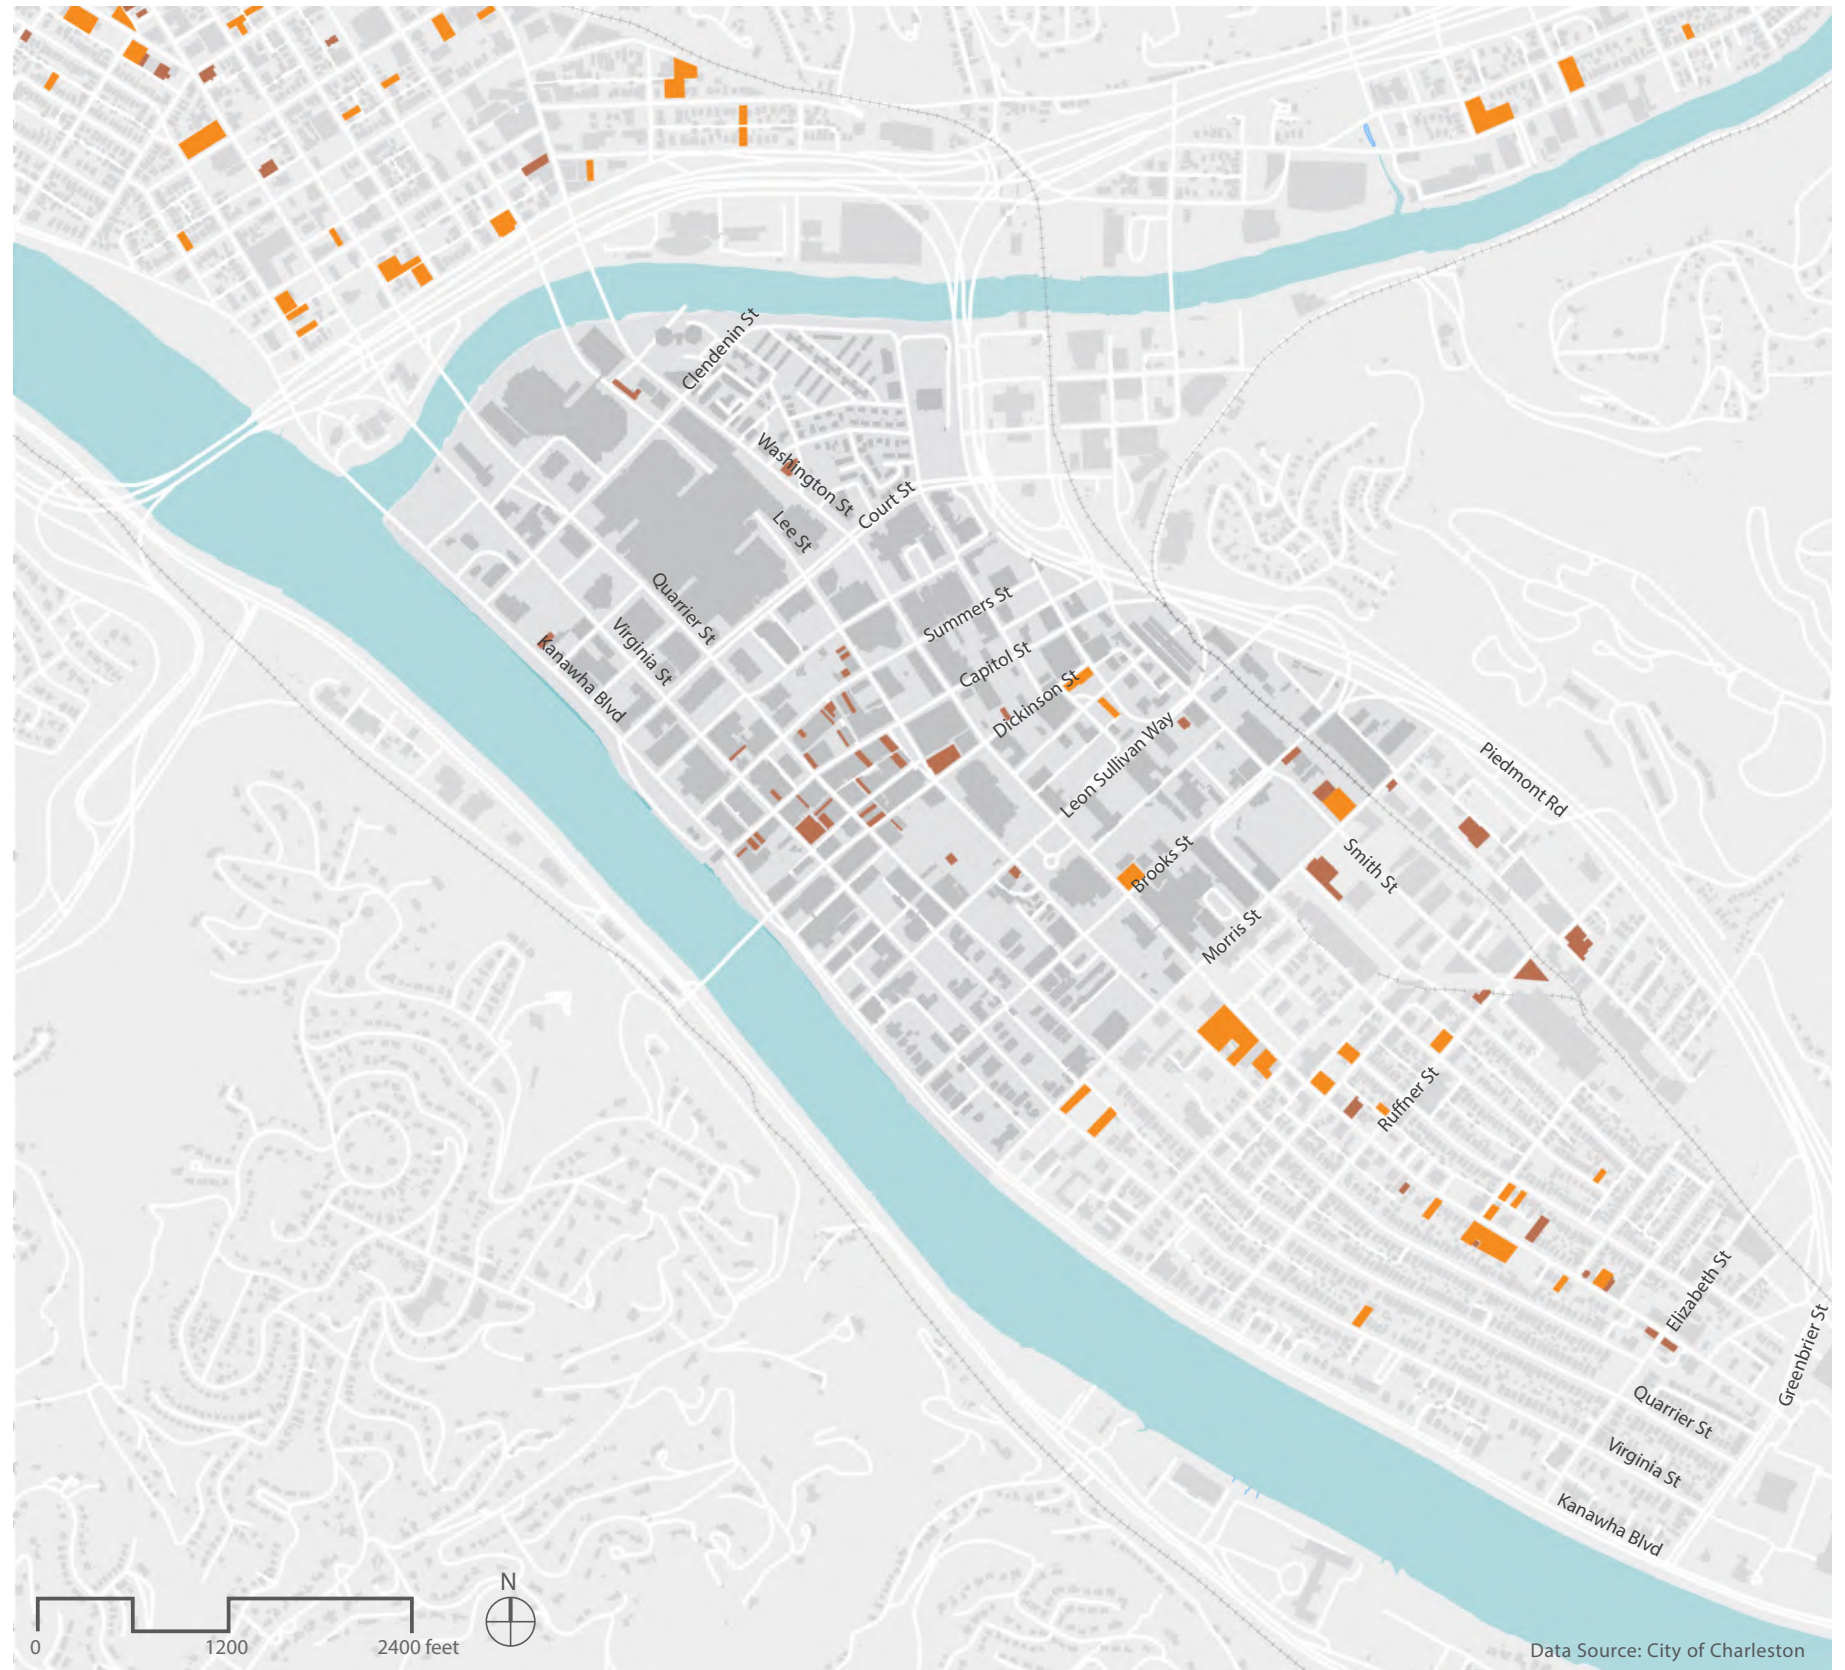 Clendenin St
Washington St
Court St
Lee St
Quarrier St
Summers St
Virginia St
Capitol St
Kanawha Blvd
Dickinson St
Leon Sullivan Way
Piedmont Rd
Brooks St
Smith St
Morris St
Ruffner St
Elizabeth St
Greenbrier St
Quarrier St
Virginia St
Kanawha Blvd
N
0 1200 2400 feet
Data Source: City of Charleston